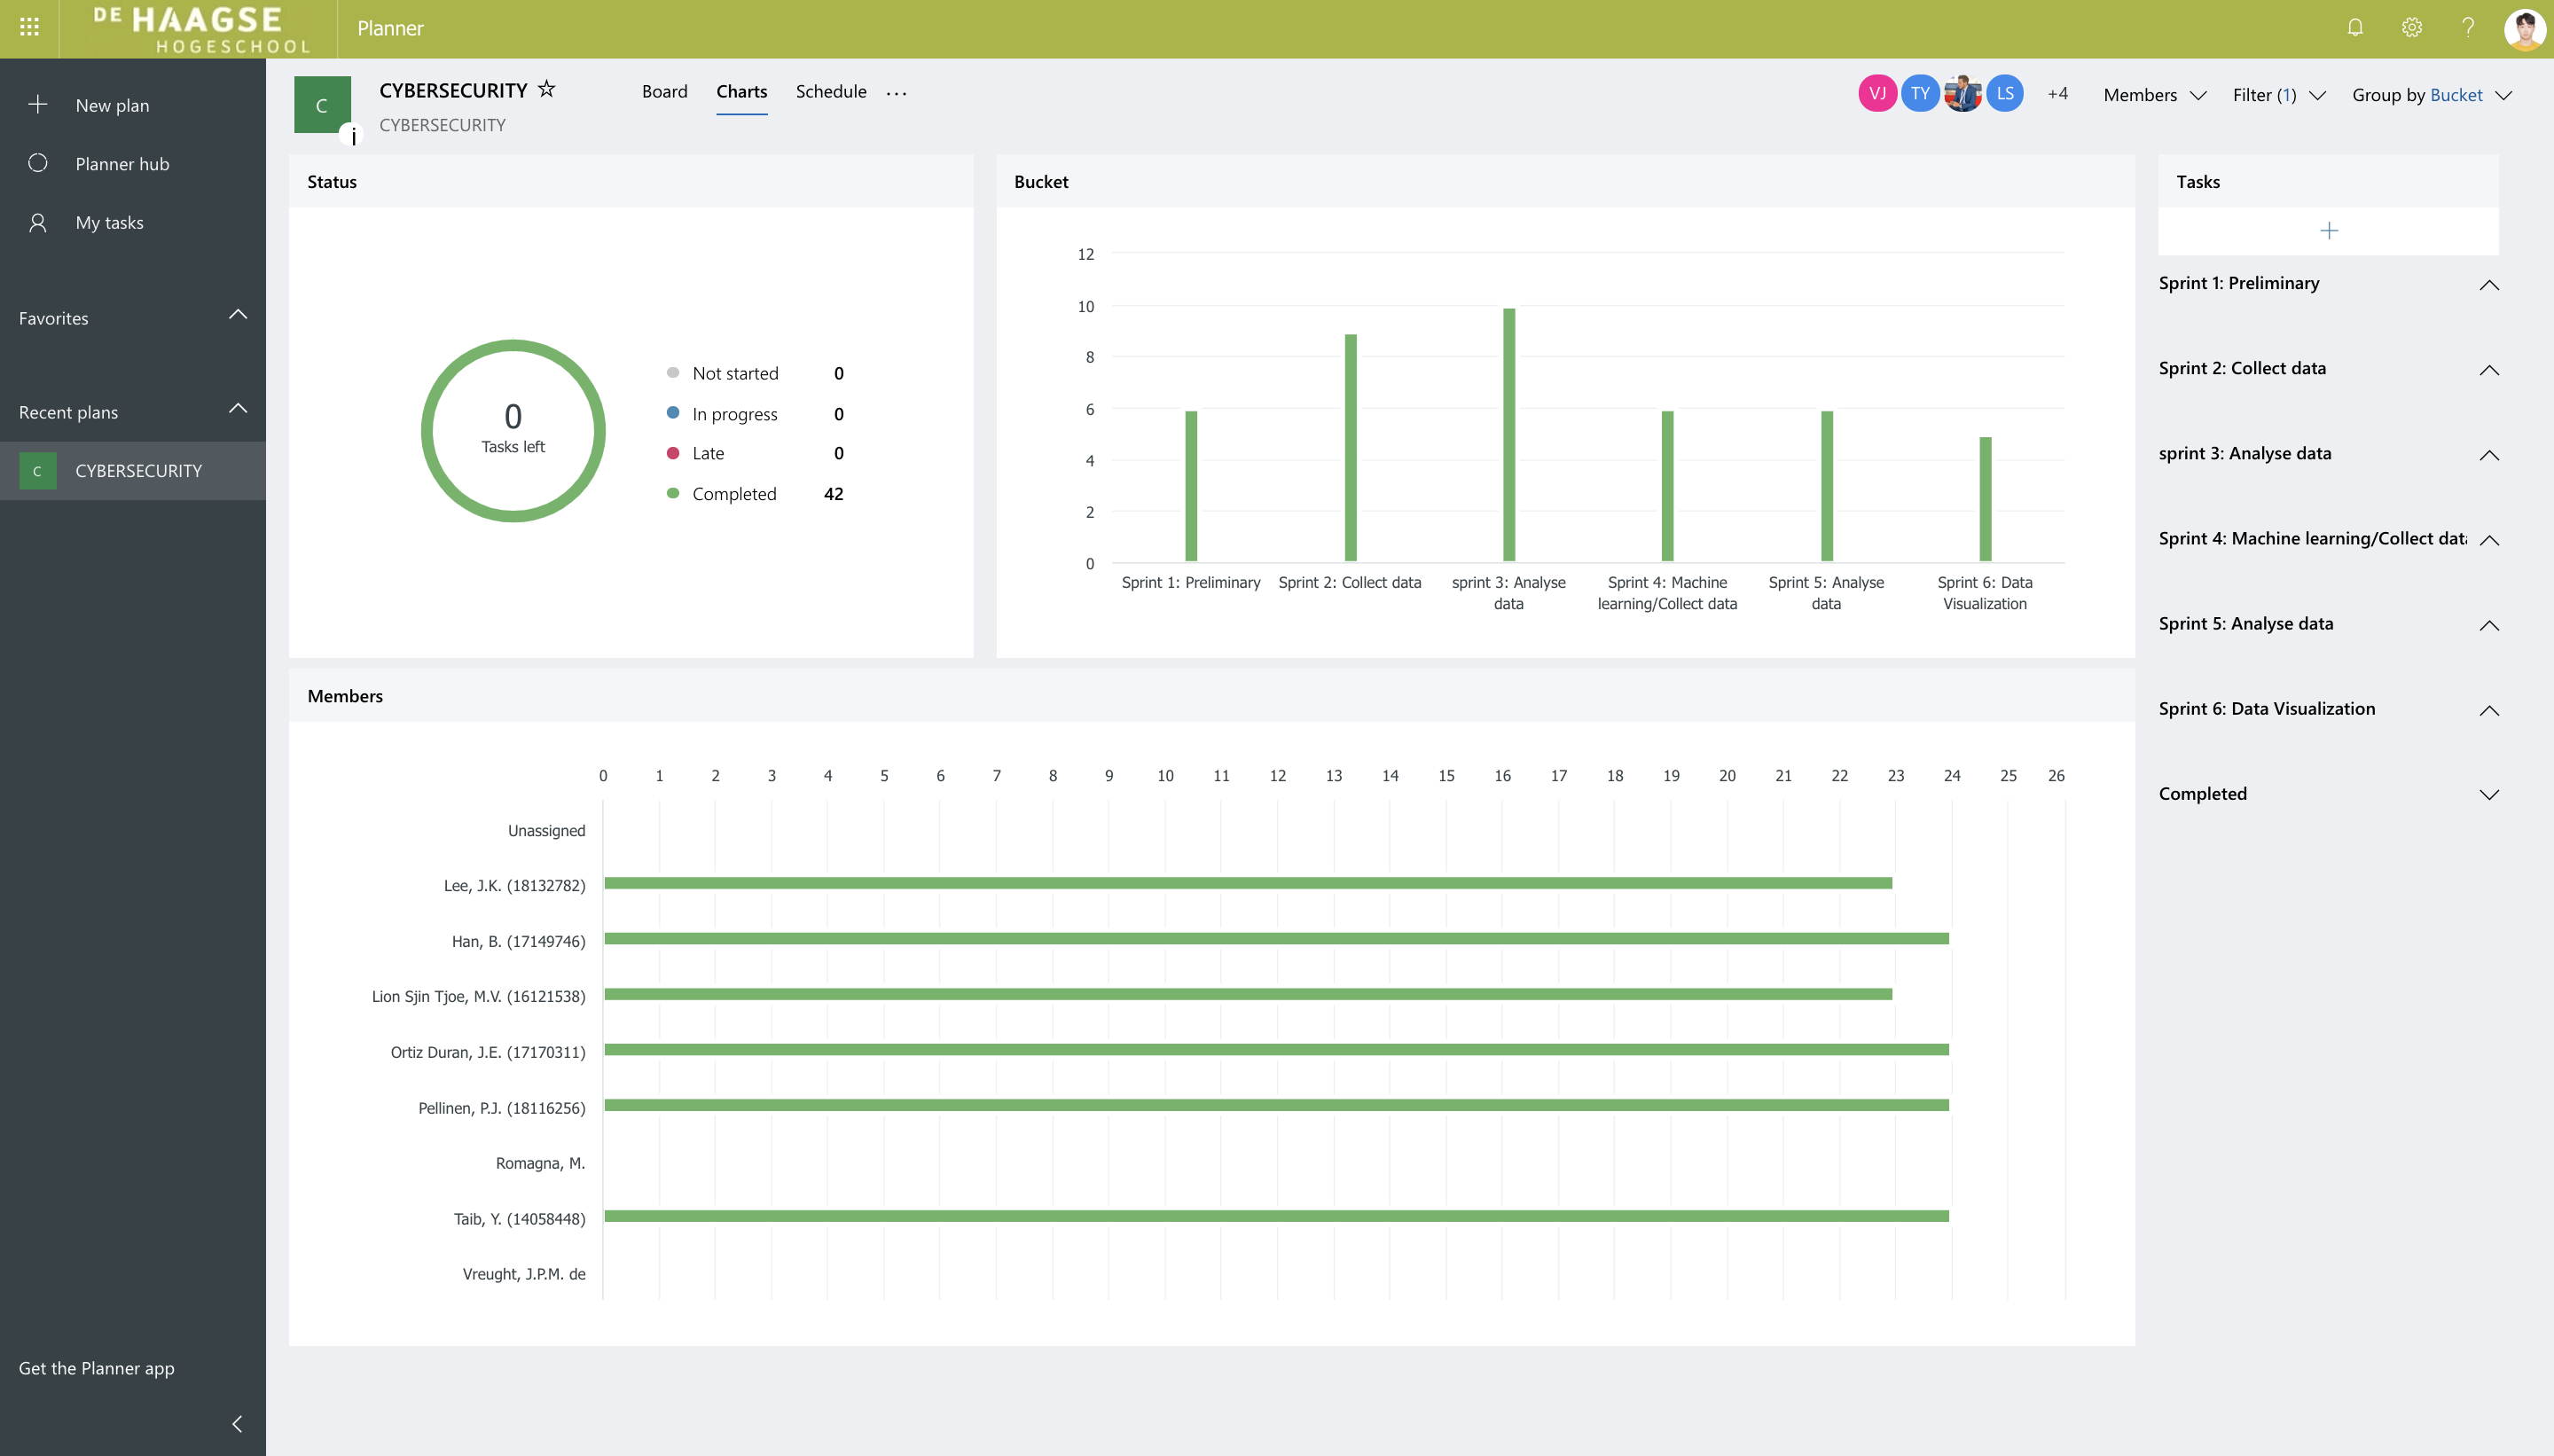 DE HAAGSE
HOGESCHOOL
Planner
New plan
Planner hub
My tasks
Favorites
Recent plans
C
CYBERSECURITY
Get the Planner app
C
i
CYBERSECURITY
CYBERSECURITY
Board
Charts
Schedule
...
VJ
TY
LS
+4
Members
Filter (1)
Group by Bucket
Status
0
Tasks left
Not started 0
In progress 0
Late 0
Completed 42
Bucket
12
10
8
6
4
2
0
Sprint 1: Preliminary
Sprint 2: Collect data
sprint 3: Analyse
data
Sprint 4: Machine
learning/Collect data
Sprint 5: Analyse
data
Sprint 6: Data
Visualization
Members
0 1 2 3 4 5 6 7 8 9 10 11 12 13 14 15 16 17 18 19 20 21 22 23 24 25 26
Unassigned
Lee, J.K. (18132782)
Han, B. (17149746)
Lion Sjin Tjoe, M.V. (16121538)
Ortiz Duran, J.E. (17170311)
Pellinen, P.J. (18116256)
Romagna, M.
Taib, Y. (14058448)
Vreught, J.P.M. de
Tasks
Sprint 1: Preliminary
Sprint 2: Collect data
sprint 3: Analyse data
Sprint 4: Machine learning/Collect data
Sprint 5: Analyse data
Sprint 6: Data Visualization
Completed